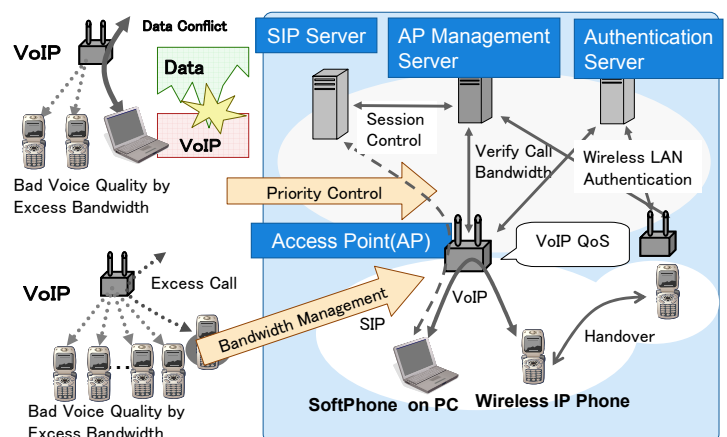 Data Conflict
VoIP
Data
VoIP
Bad Voice Quality by
Excess Bandwidth
VoIP
Excess Call
...
Bad Voice Quality by
Excess Bandwidth
SIP Server
AP Management
Server
Authentication
Server
Session
Control
Verify Call
Bandwidth
Wireless LAN
Authentication
Priority Control
Access Point(AP)
VoIP QoS
Bandwidth Management
SIP
VoIP
Handover
SoftPhone on PC
Wireless IP Phone